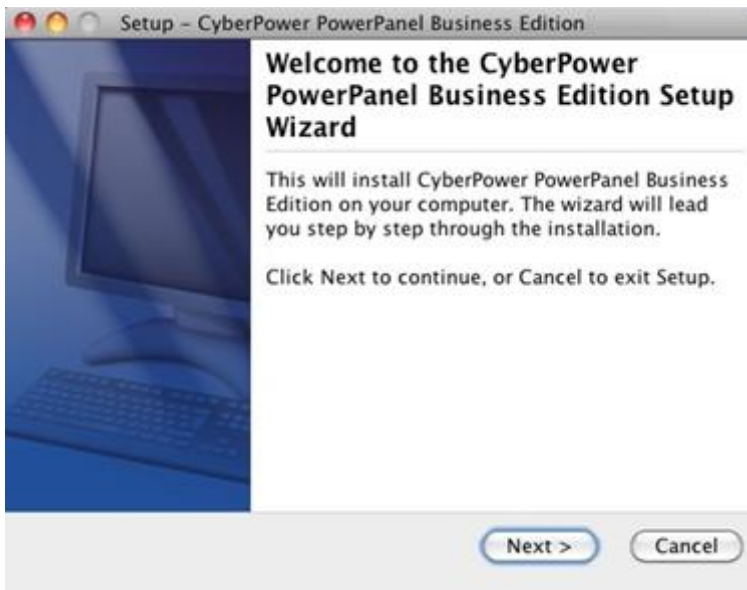 Setup – CyberPower PowerPanel Business Edition
Welcome to the CyberPower
PowerPanel Business Edition Setup
Wizard
This will install CyberPower PowerPanel Business
Edition on your computer. The wizard will lead
you step by step through the installation.
Click Next to continue, or Cancel to exit Setup.
Next >
Cancel